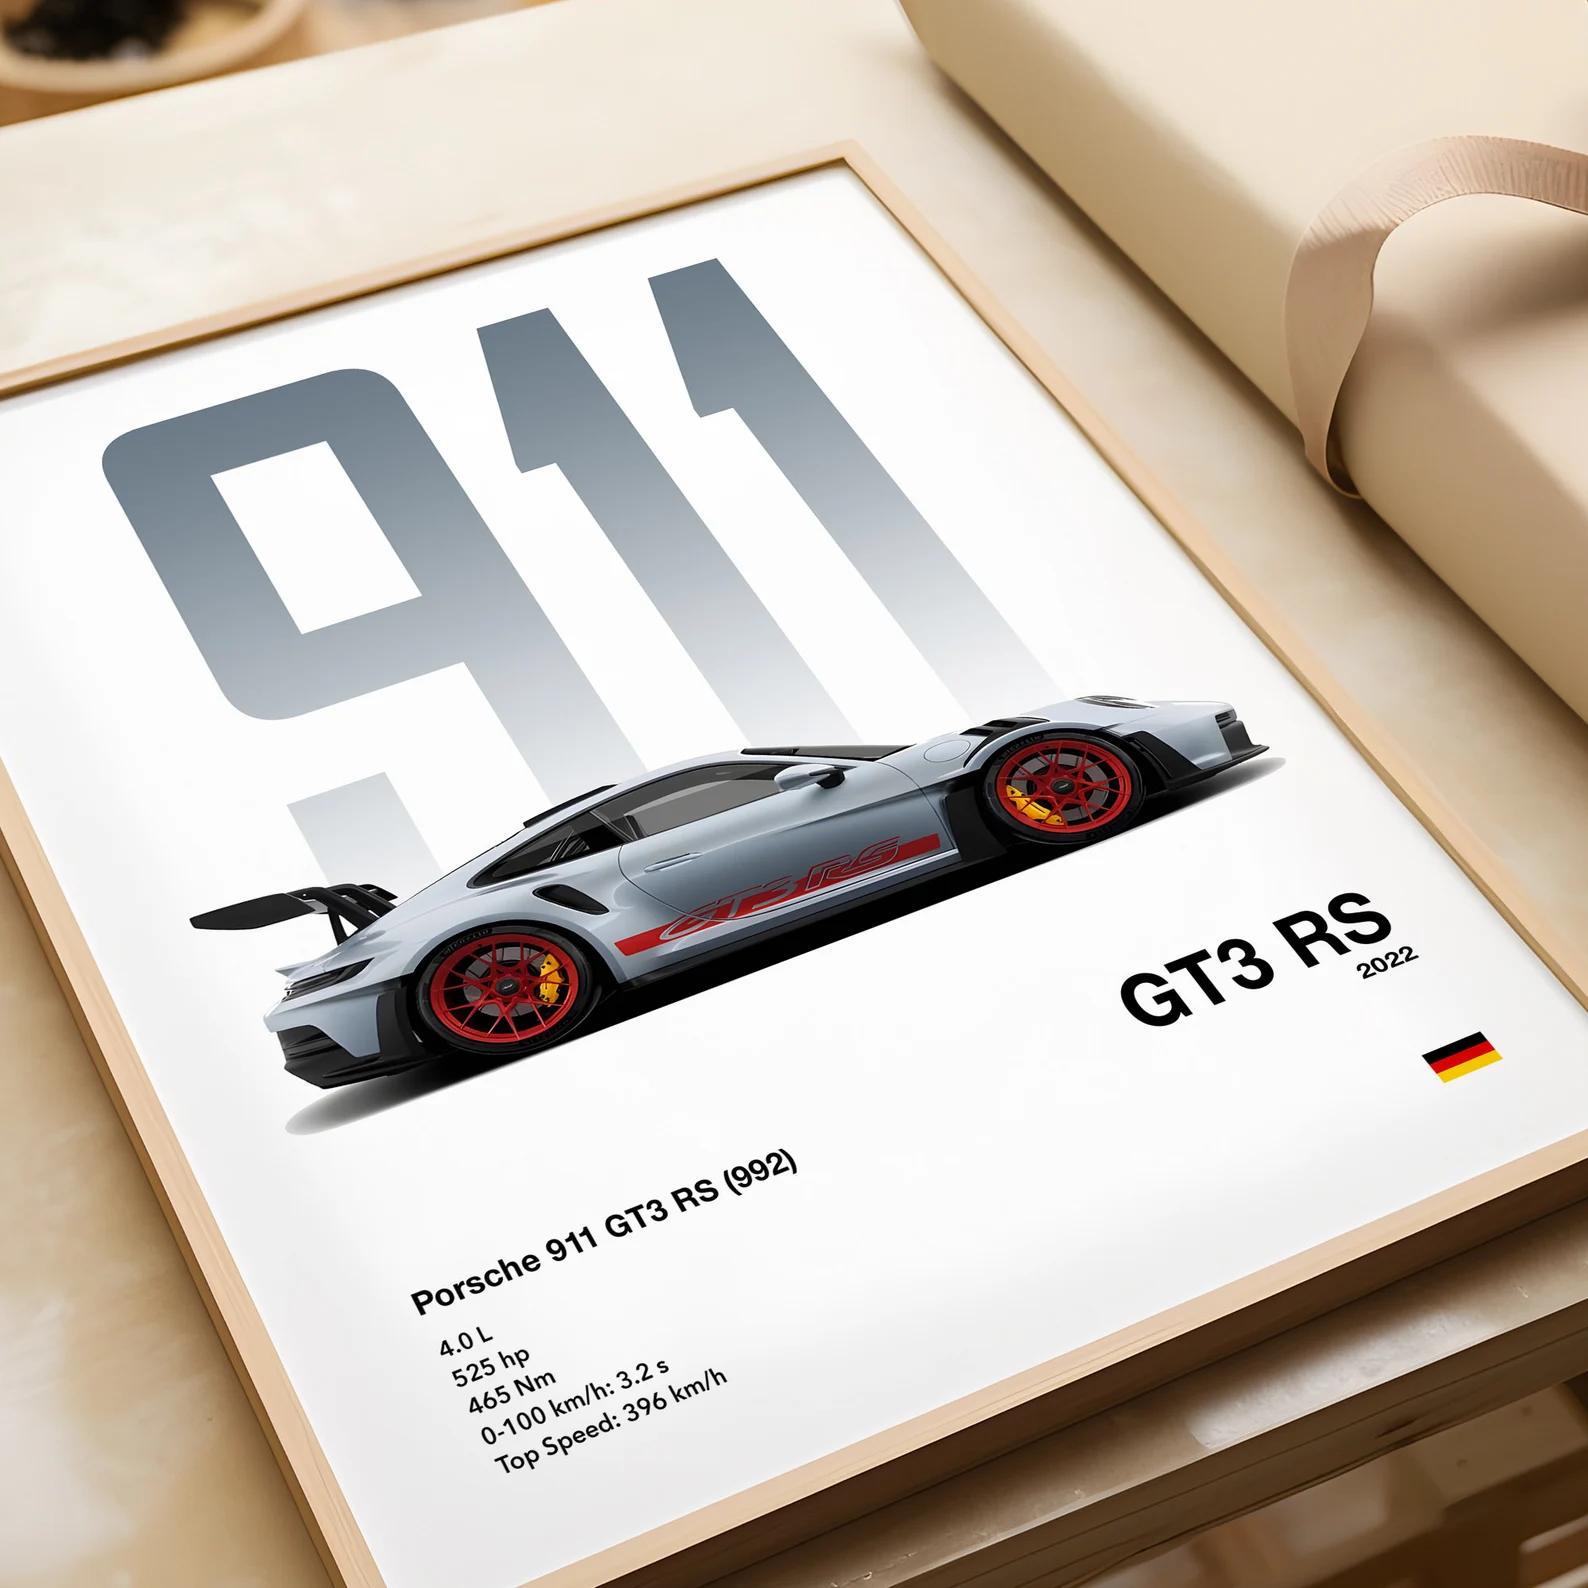 911
GT3 RS
GT3 RS
2022
Porsche 911 GT3 RS (992)
4.0 L
525 hp
465 Nm
0-100 km/h: 3.2 s
Top Speed: 396 km/h